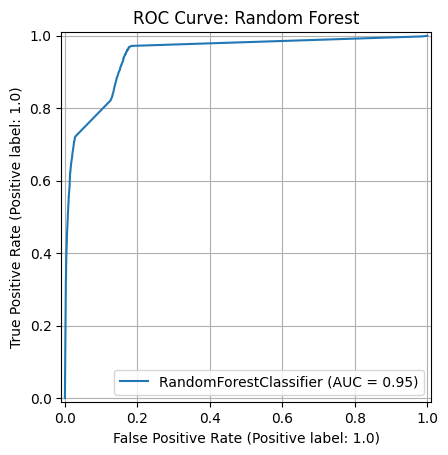 ROC Curve: Random Forest
True Positive Rate (Positive label: 1.0)
1.0
0.8
0.6
0.4
0.2
0.0
RandomForestClassifier (AUC = 0.95)
0.0 0.2 0.4 0.6 0.8 1.0
False Positive Rate (Positive label: 1.0)